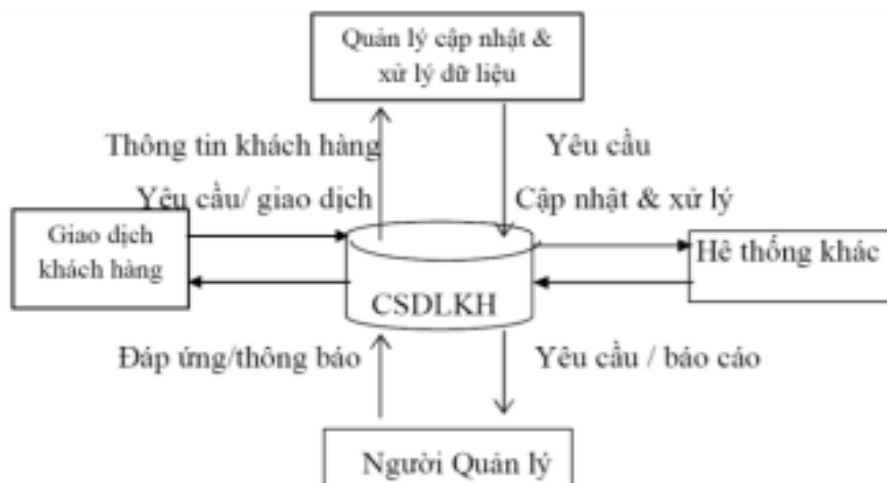 Quản lý cập nhật &
xử lý dữ liệu
Thông tin khách hàng
Yêu cầu
Yêu cầu/ giao dịch
Cập nhật & xử lý
Giao dịch
khách hàng
Hê thống khác
CSDLKH
Đáp ứng/thông báo
Yêu cầu / báo cáo
Người Quản lý